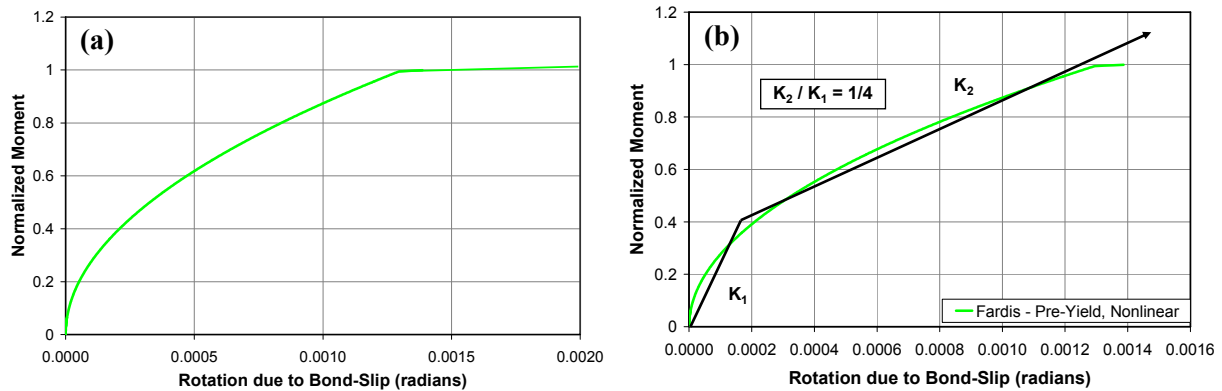 (a)
1.2
1
0.8
0.6
0.4
0.2
0
Normalized Moment
0.0000
0.0005
0.0010
0.0015
0.0020
Rotation due to Bond-Slip (radians)
(b)
1.2
1
0.8
0.6
0.4
0.2
0
Normalized Moment
K2 / K1 = 1/4
K2
K1
Fardis - Pre-Yield, Nonlinear
0.0000
0.0002
0.0004
0.0006
0.0008
0.0010
0.0012
0.0014
0.0016
Rotation due to Bond-Slip (radians)